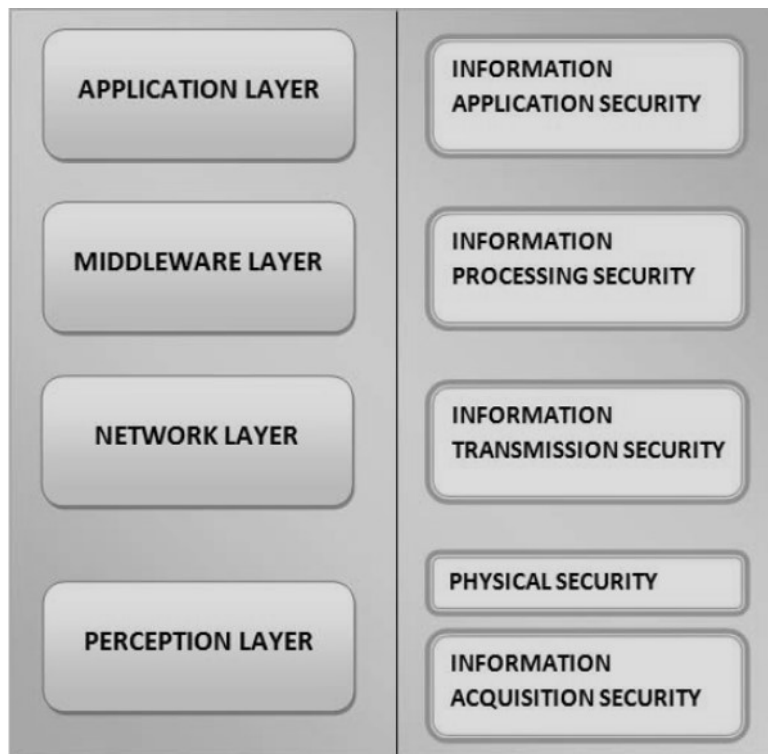 APPLICATION LAYER
INFORMATION
APPLICATION SECURITY
MIDDLEWARE LAYER
INFORMATION
PROCESSING SECURITY
NETWORK LAYER
INFORMATION
TRANSMISSION SECURITY
PERCEPTION LAYER
PHYSICAL SECURITY
INFORMATION
ACQUISITION SECURITY